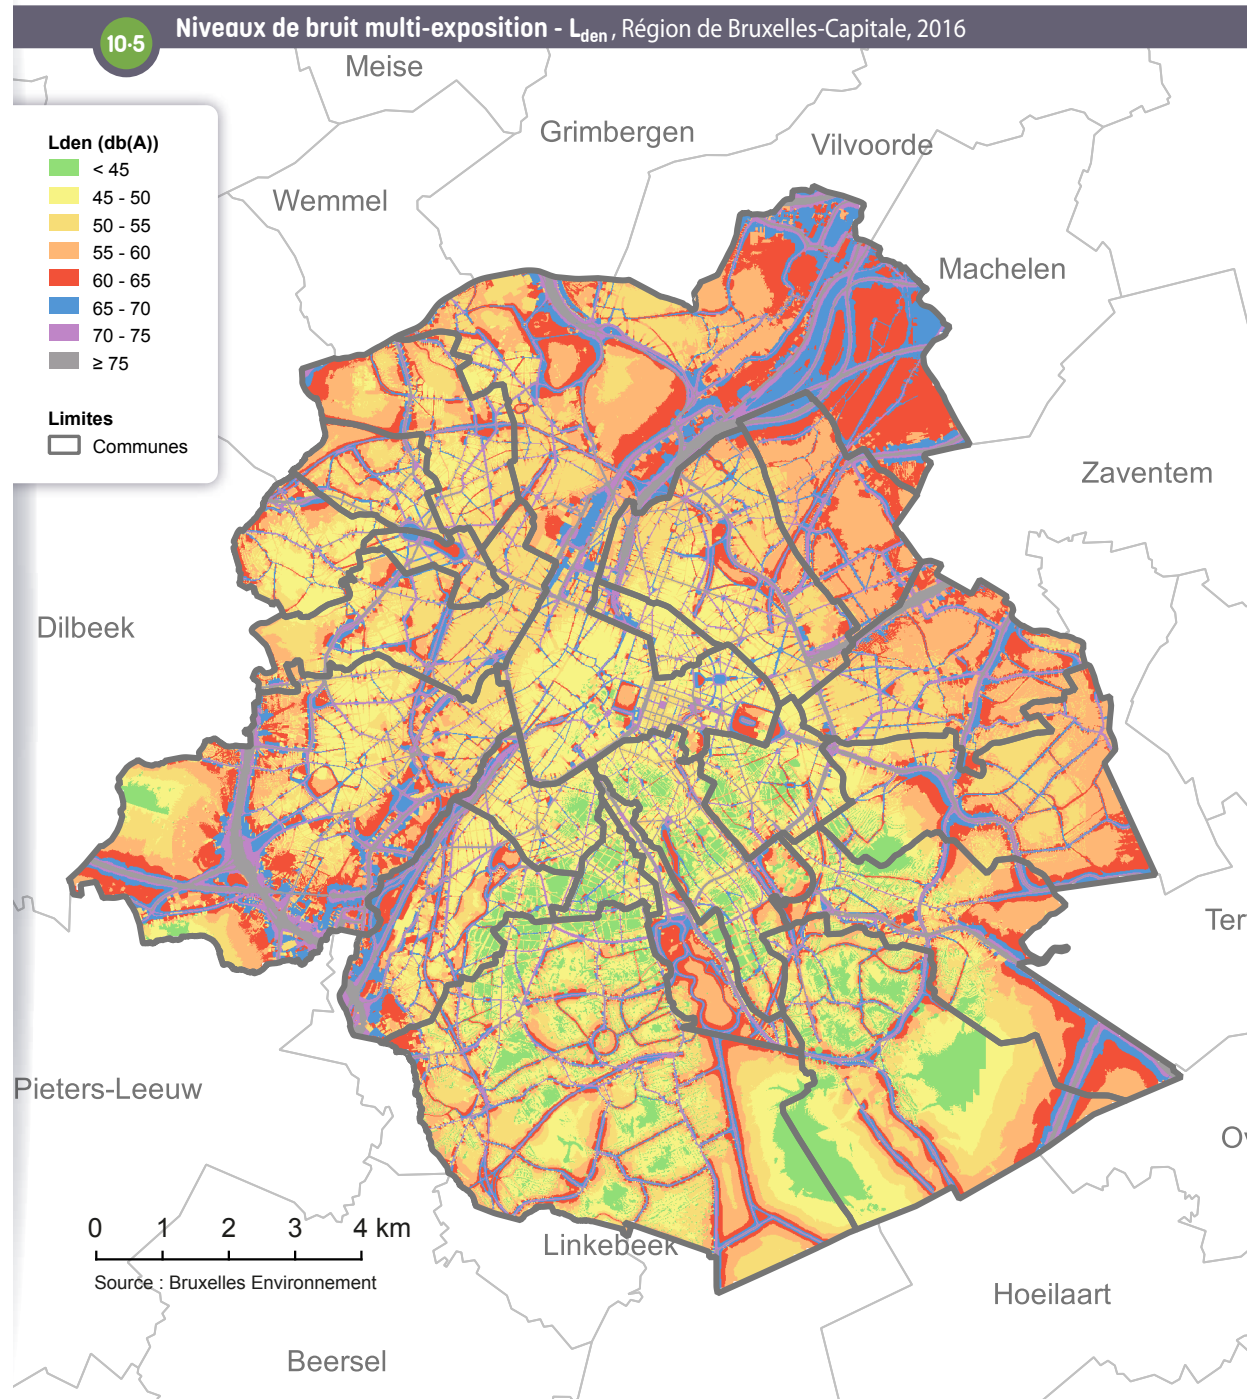 10·5
Niveaux de bruit multi-exposition - Lden , Région de Bruxelles-Capitale, 2016
Meise
Grimbergen
Vilvoorde
Lden (db(A))
< 45
45 - 50
50 - 55
55 - 60
60 - 65
65 - 70
70 - 75
≥ 75
Limites
Communes
Wemmel
Machelen
Zaventem
Dilbeek
Ter
Pieters-Leeuw
Ov
0 1 2 3 4 km
Source : Bruxelles Environnement
Linkebeek
Hoeilaart
Beersel